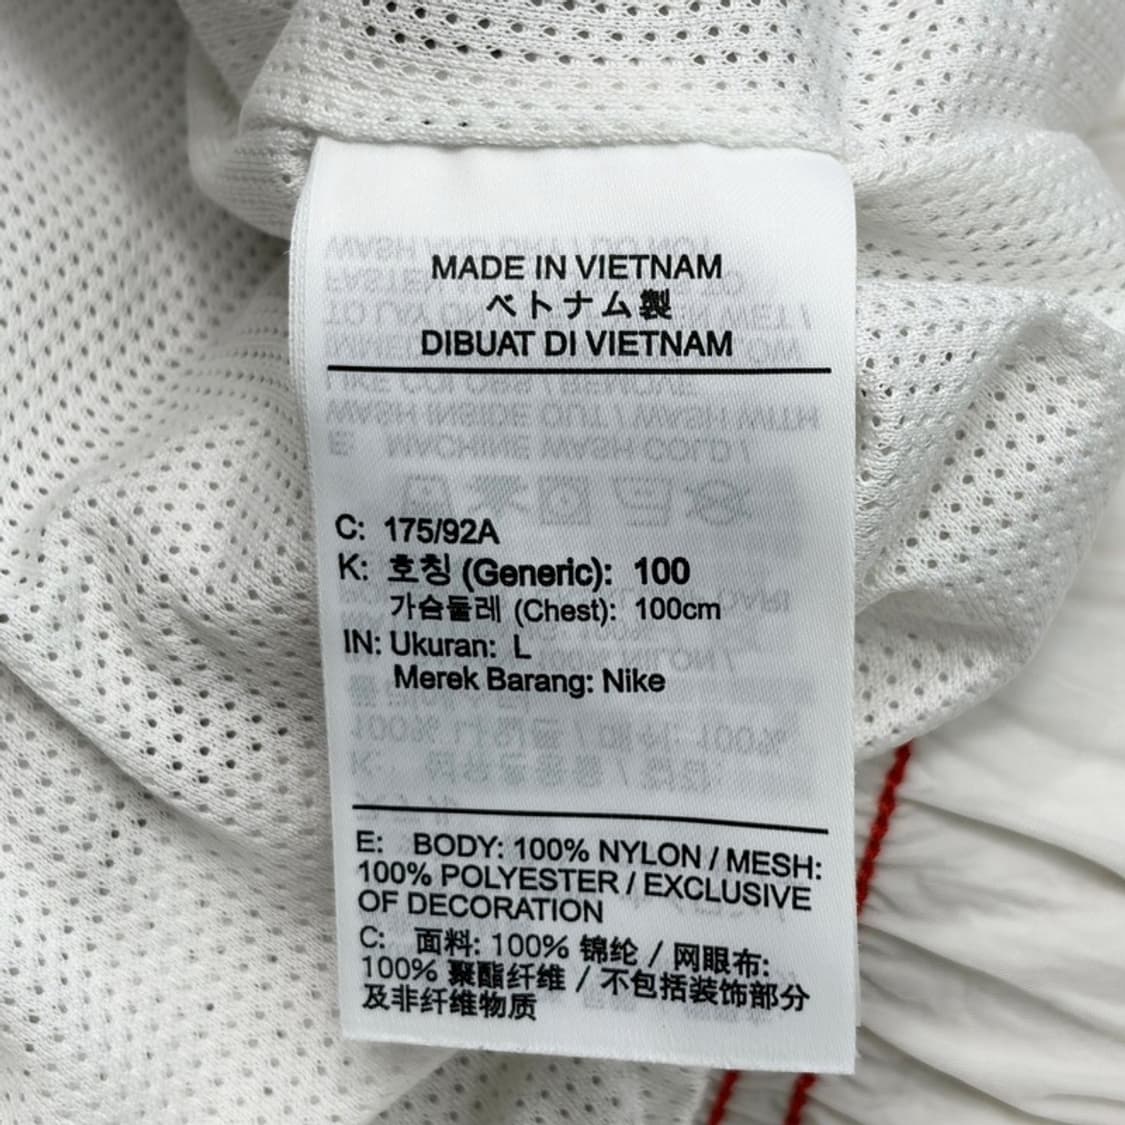 MADE IN VIETNAM
ベトナム製
DIBUAT DI VIETNAM
C: 175/92A
K: 호칭 (Generic): 100
가슴둘레 (Chest): 100cm
IN: Ukuran: L
Merek Barang: Nike
E: BODY: 100% NYLON / MESH:
100% POLYESTER / EXCLUSIVE
OF DECORATION
C: 面料: 100% 锦纶 / 网眼布:
100% 聚酯纤维 / 不包括装饰部分
及非纤维物质